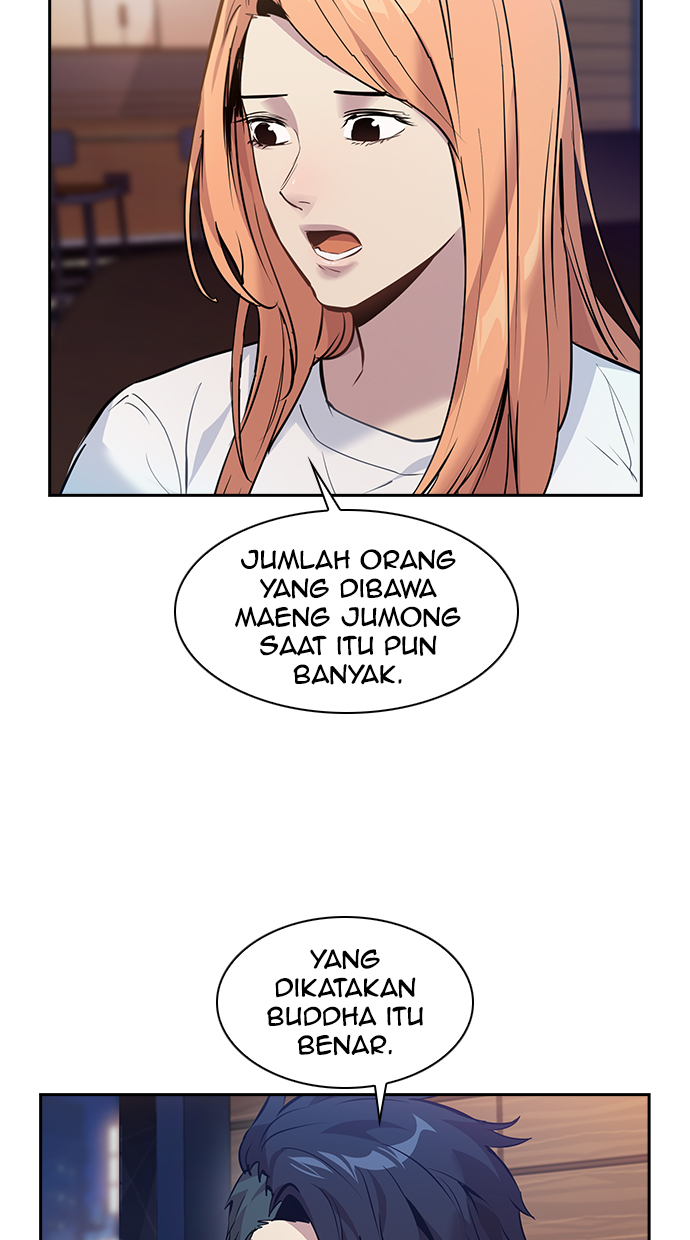 JUMLAH ORANG
YANG DIBAWA
MAENG JUMONG
SAAT ITU PUN
BANYAK.
YANG
DIKATAKAN
BUDDHA ITU
BENAR.